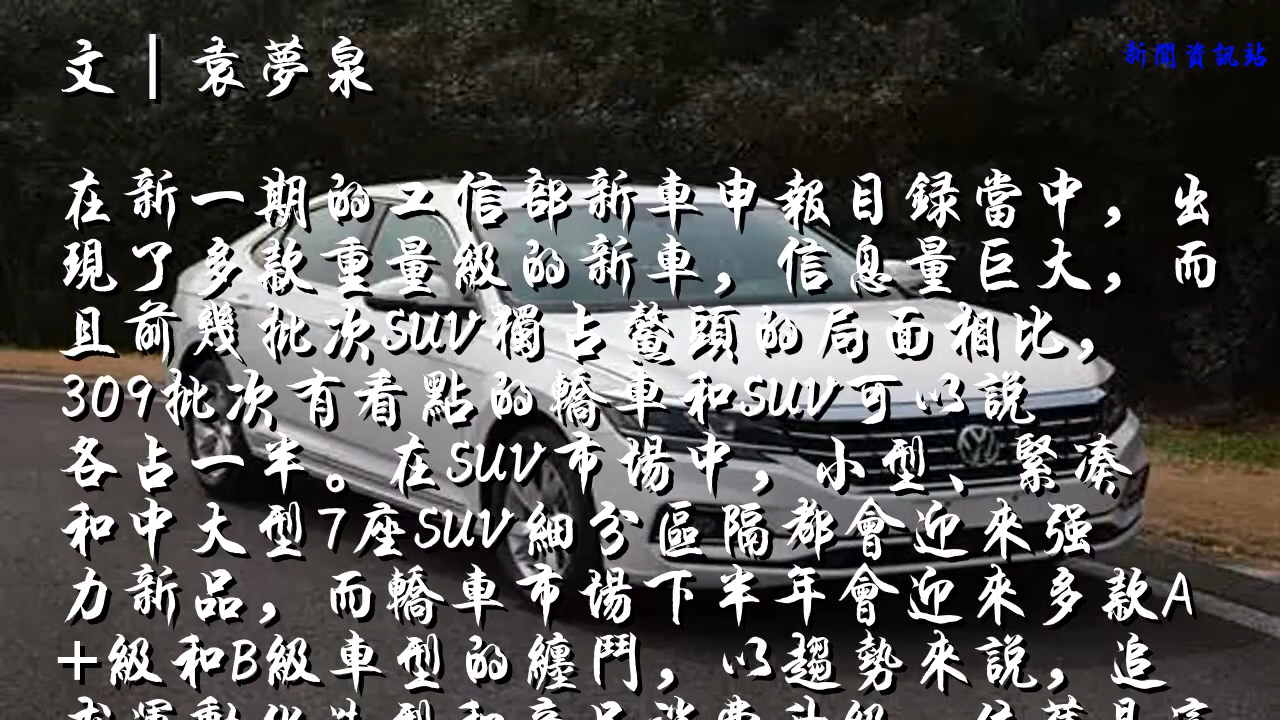 文 | 袁夢泉
新聞資訊站
在新一期的工信部新車申報目録當中，出
現了多款重量級的新車，信息量巨大，而
且前幾批次SUV獨占鰲頭的局面相比，
309批次有看點的轎車和SUV可以說
各占一半。在SUV市場中，小型、緊凑
和中大型7座SUV細分區隔都會迎來强
力新品，而轎車市場下半年會迎來多款A
+級和B級車型的纏鬥，以趨勢來說，追